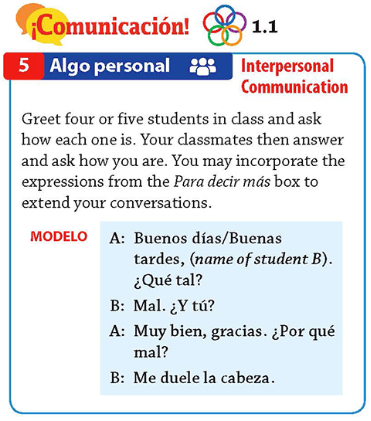 ¡Comunicación! 1.1
5 Algo personal Interpersonal
Communication
Greet four or five students in class and ask
how each one is. Your classmates then answer
and ask how you are. You may incorporate the
expressions from the Para decir más box to
extend your conversations.
MODELO A: Buenos días/Buenas
tardes, (name of student B).
¿Qué tal?
B: Mal. ¿Y tú?
A: Muy bien, gracias. ¿Por qué
mal?
B: Me duele la cabeza.